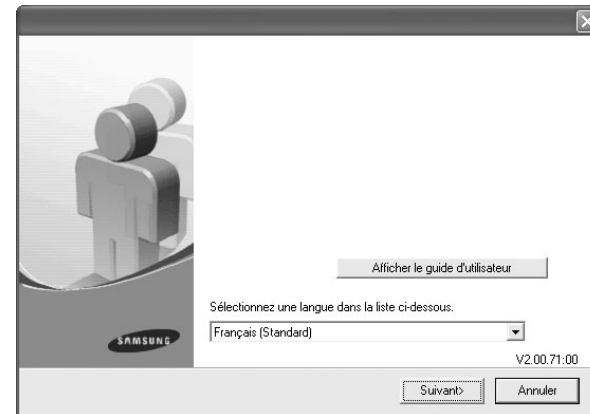 Afficher le guide d'utilisateur
Sélectionnez une langue dans la liste ci-dessous.
Français (Standard)
SAMSUNG
V2.00.71:00
Suivant>
Annuler